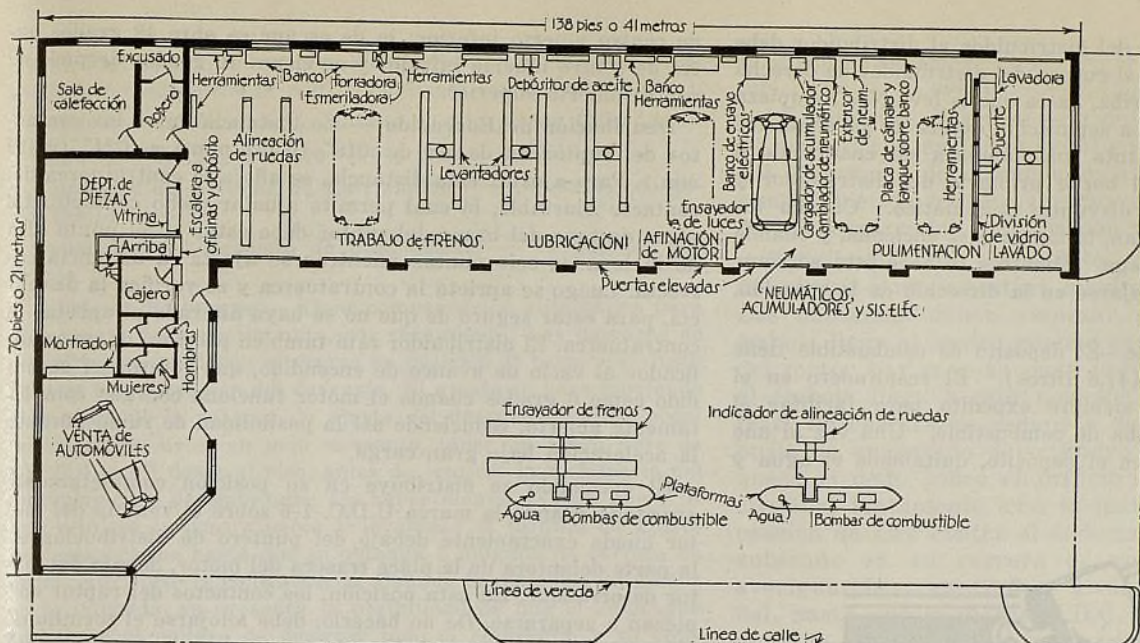 138 pies o 41 metros
70 pies o 21 metros
Excusado
Sala de
calefacción
Ropero
Herramientas
Banco
Torradora
Esmeriladora
Herramientas
Depósitos de aceite
Banco
Herramientas
Banco de ensayo
eléctrico
Cargador de acumulador
Cambiador de neumático
Extensor
de neum.
Placa de cámaras y
tanque sobre banco
Herramientas
Lavadora
Puente
Alineación
de ruedas
Levantadores
DEPT. de
PIEZAS
Vitrina
Escalara a
oficinas y depósito
Arriba
Cajero
Mostrador
Mujeres
Hombres
TRABAJO de FRENOS
LUBRICACION
Ensayador
de luces
AFINACIÓN
de MOTOR
PULIMENTACION
División
de vidrio
LAVADO
Puertas elevadas
NEUMÁTICOS,
ACUMULADORES y SIS. ELEC.
VENTA de
AUTOMÓVILES
Ensayador de frenos
Indicador de alineación de ruedas
Plataformas
Agua
Bombas de combustible
Agua
Bombas de combustible
Línea de vereda
Línea de calle